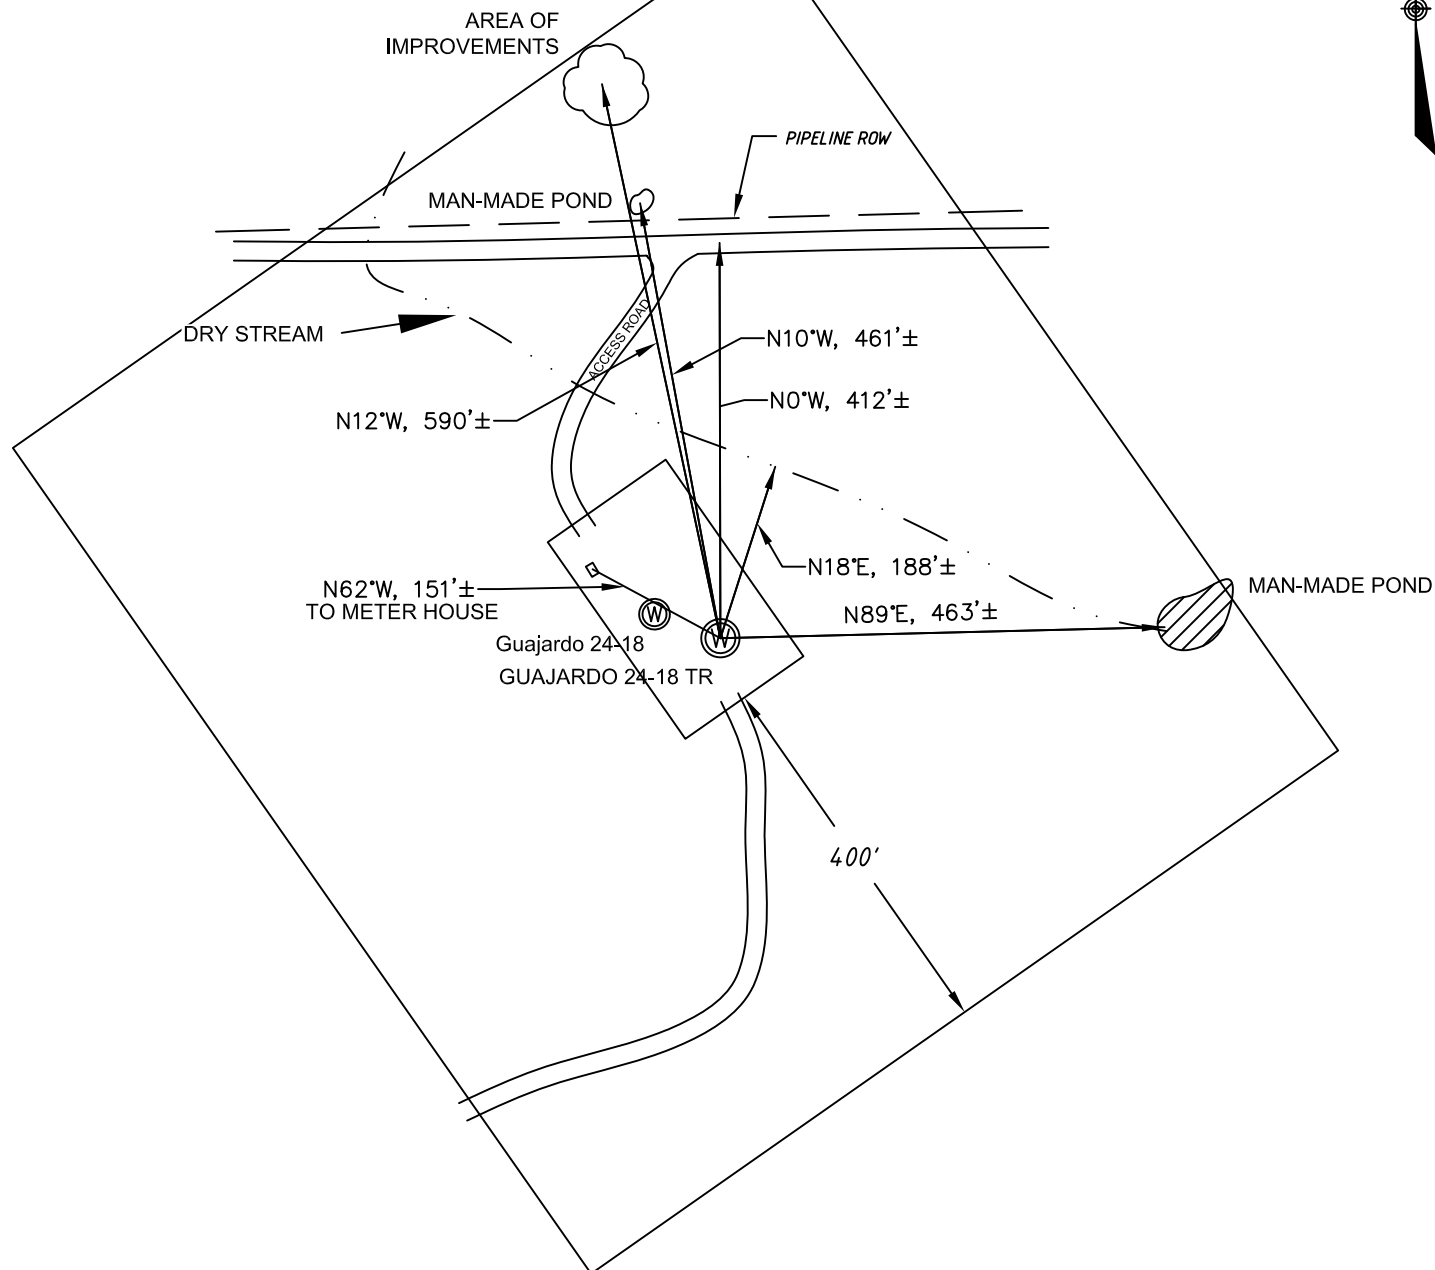 AREA OF
IMPROVEMENTS
PIPELINE ROW
MAN-MADE POND
DRY STREAM
ACCESS ROAD
N10°W, 461'±
N0°W, 412'±
N12°W, 590'±
N18°E, 188'±
N62°W, 151'±
TO METER HOUSE
N89°E, 463'±
MAN-MADE POND
W
W
Guajardo 24-18
GUAJARDO 24-18 TR
400'